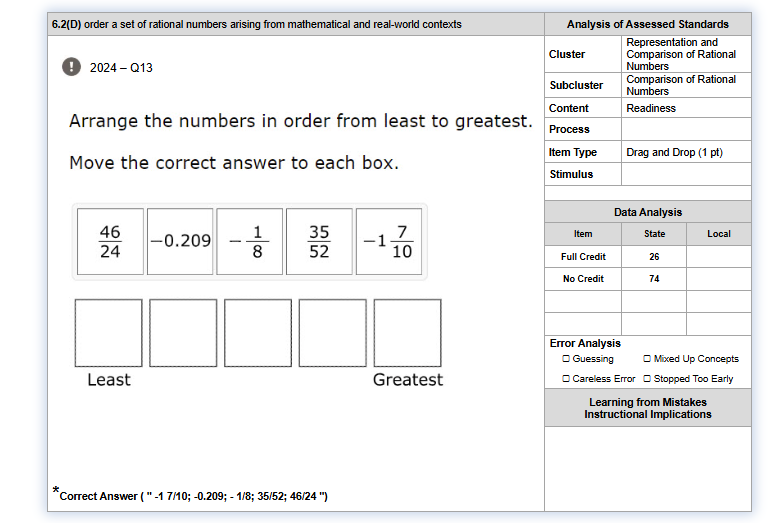 6.2(D) order a set of rational numbers arising from mathematical and real-world contexts
! 2024 – Q13
Arrange the numbers in order from least to greatest.
Move the correct answer to each box.
46/24 −0.209 −1/8 35/52 −1 7/10
Least Greatest
*Correct Answer ( " -1 7/10; -0.209; - 1/8; 35/52; 46/24 ")
Analysis of Assessed Standards
Cluster Representation and
Comparison of Rational
Numbers
Subcluster Comparison of Rational
Numbers
Content Readiness
Process
Item Type Drag and Drop (1 pt)
Stimulus
Data Analysis
Item State Local
Full Credit 26
No Credit 74
Error Analysis
☐ Guessing ☐ Mixed Up Concepts
☐ Careless Error ☐ Stopped Too Early
Learning from Mistakes
Instructional Implications